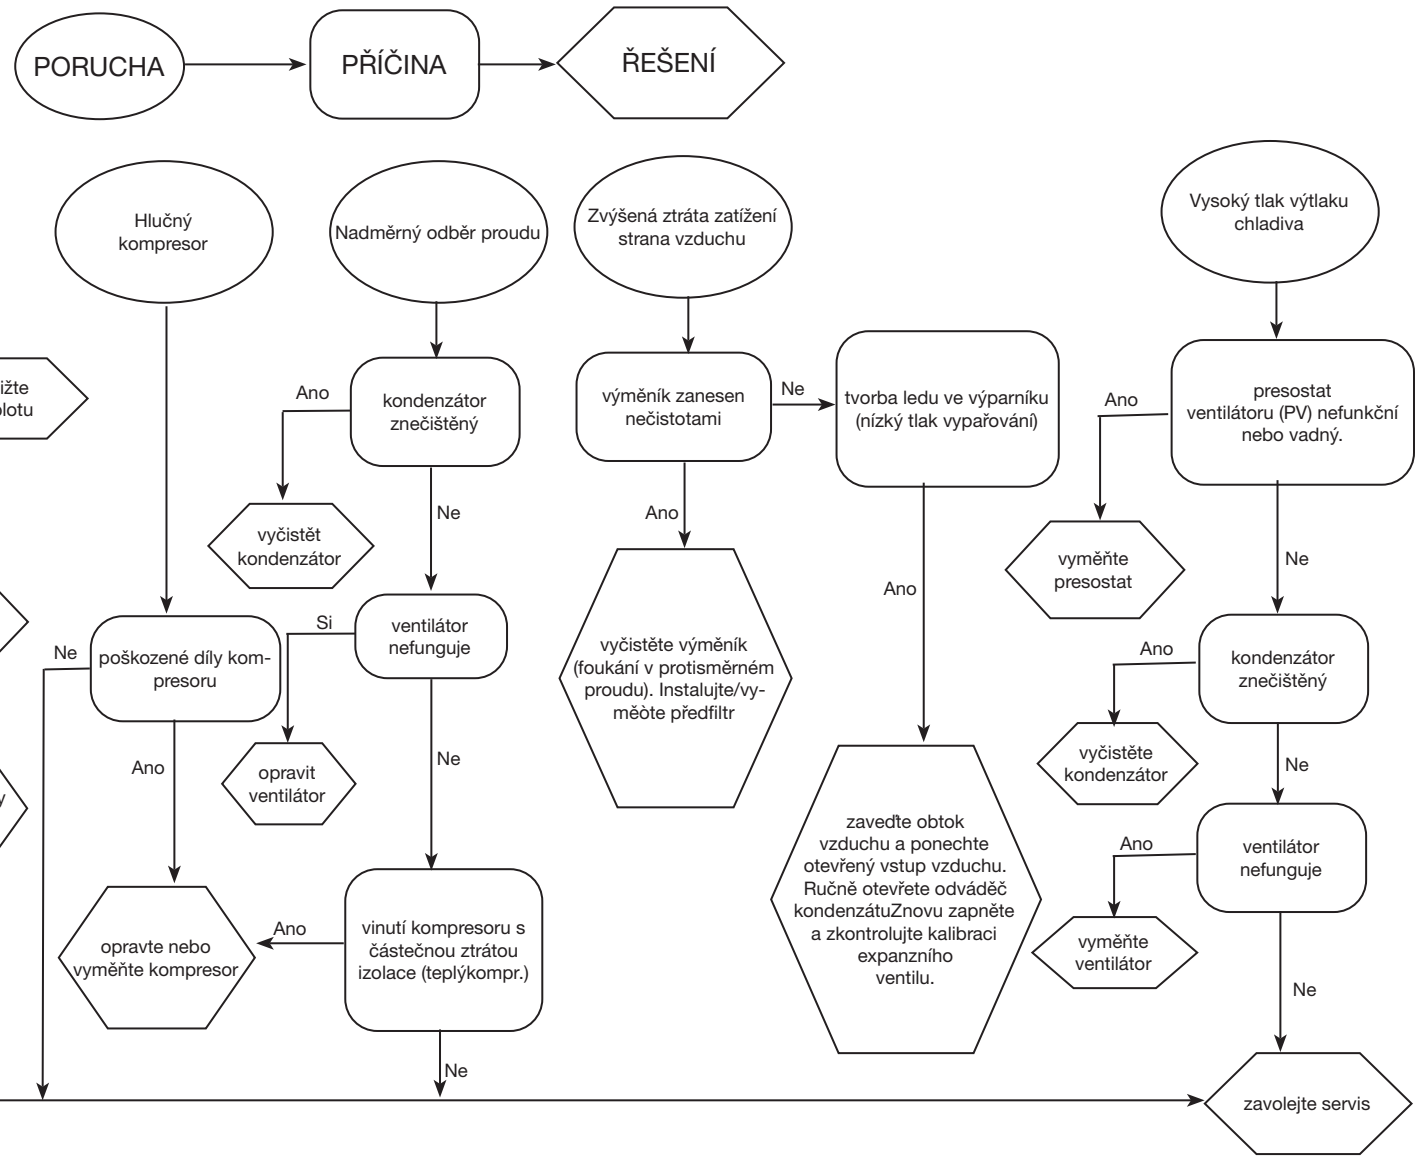 PORUCHA
PŘÍČINA
ŘEŠENÍ
Hlučný
kompresor
Nadměrný odběr proudu
Zvýšená ztráta zatížení
strana vzduchu
Vysoký tlak výtlaku
chladiva
Ano
kondenzátor
znečištěný
výměník zanesen
nečistotami
Ne
tvorba ledu ve výparníku
(nízký tlak vypařování)
Ano
presostat
ventilátoru (PV) nefunkční
nebo vadný.
vyčistět
kondenzátor
Ne
Ano
Ano
vyměňte
presostat
Ne
Si
ventilátor
nefunguje
Ne
poškozené díly kom-
presoru
vyčistěte výměník
(foukání v protisměrném
proudu). Instalujte/vy-
měòte předfiltr
Ano
kondenzátor
znečištěný
Ano
opravit
ventilátor
Ne
vyčistěte
kondenzátor
Ne
zaveďte obtok
vzduchu a ponechte
otevřený vstup vzduchu.
Ručně otevřete odváděč
kondenzátuZnovu zapněte
a zkontrolujte kalibraci
expanzního
ventilu.
Ano
ventilátor
nefunguje
opravte nebo
vyměňte kompresor
Ano
vinutí kompresoru s
částečnou ztrátou
izolace (teplýkompr.)
vyměňte
ventilátor
Ne
Ne
zavolejte servis